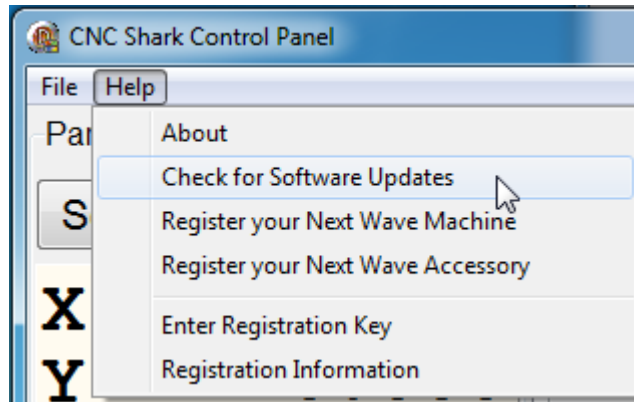 CNC Shark Control Panel
File Help
Par
About
Check for Software Updates
S
Register your Next Wave Machine
Register your Next Wave Accessory
X
Enter Registration Key
Y
Registration Information